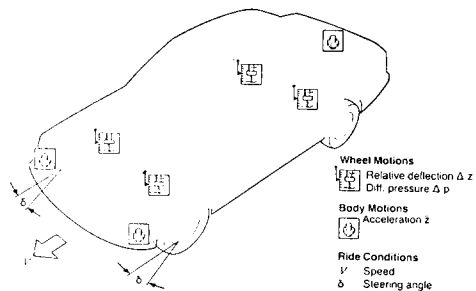 δ
V
δ
Wheel Motions
Relative deflection Δ z
Diff. pressure Δ p
Body Motions
Acceleration z̈
Ride Conditions
V Speed
δ Steering angle